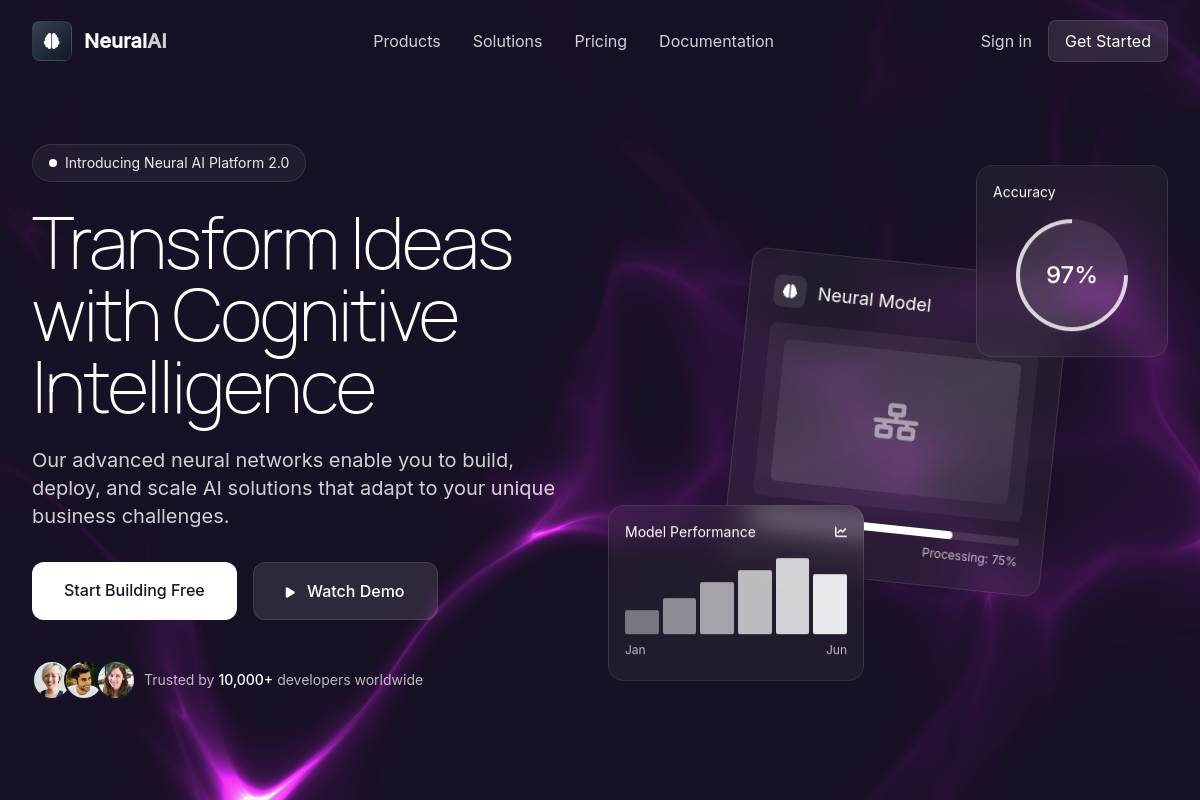 NeuralAI
Products
Solutions
Pricing
Documentation
Sign in
Get Started
Introducing Neural AI Platform 2.0
Transform Ideas
with Cognitive
Intelligence
Our advanced neural networks enable you to build,
deploy, and scale AI solutions that adapt to your unique
business challenges.
Start Building Free
Watch Demo
Trusted by 10,000+ developers worldwide
Accuracy
97%
Neural Model
Processing: 75%
Model Performance
Jan
Jun